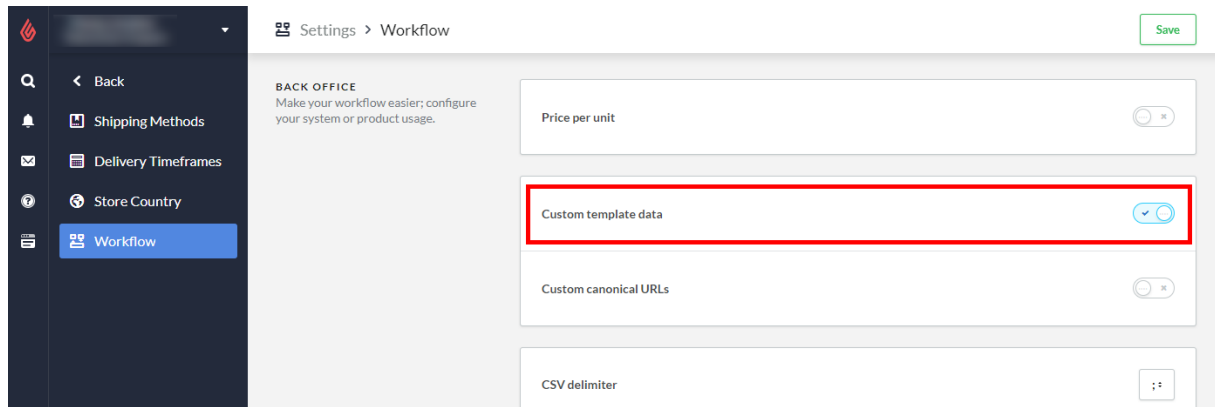 Settings > Workflow
Save
Back
Shipping Methods
Delivery Timeframes
Store Country
Workflow
BACK OFFICE
Make your workflow easier; configure
your system or product usage.
Price per unit
Custom template data
Custom canonical URLs
CSV delimiter
;